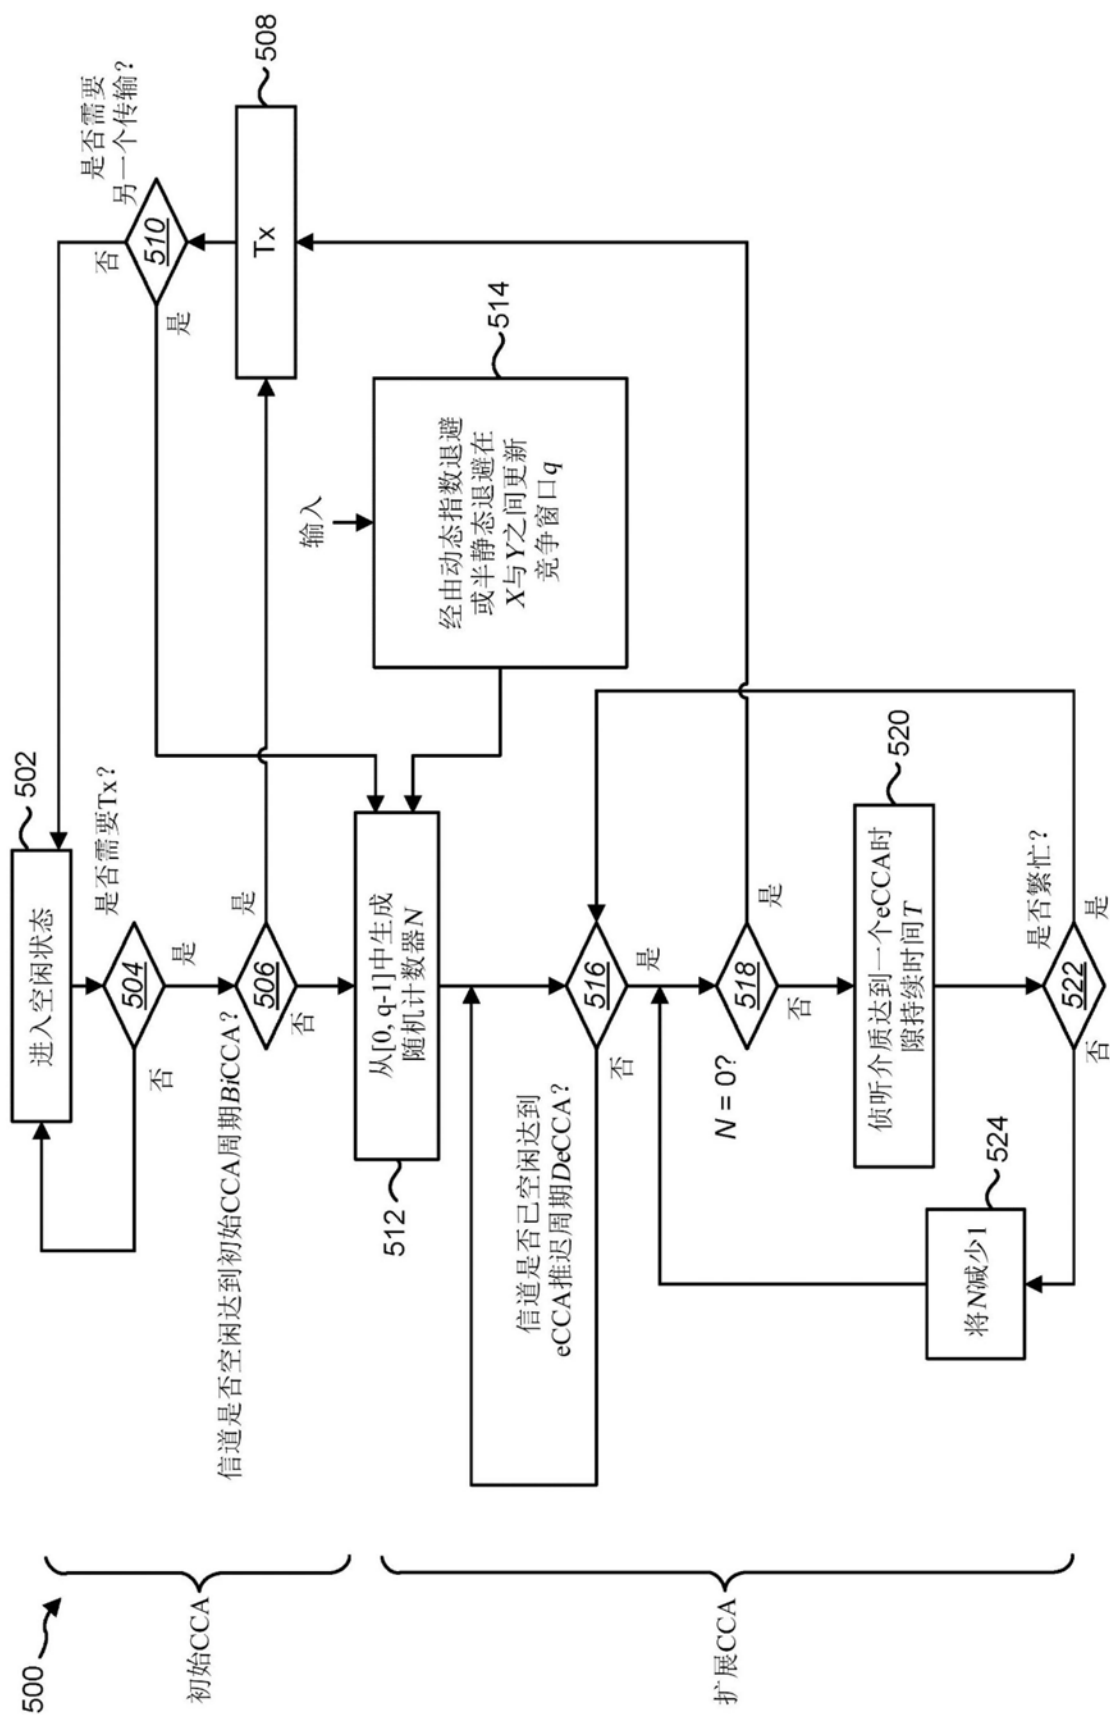 500
初始CCA
扩展CCA
进入空闲状态
502
是否需要Tx?
504
是
否
506
信道是否空闲达到初始CCA周期BiCCA?
是
否
Tx
508
510
是否需要
另一个传输?
否
是
从[0, q-1]中生成
随机计数器N
512
输入
经由动态指数退避
或半静态退避在
X与Y之间更新
竞争窗口q
514
信道是否已空闲达到
eCCA推迟周期DeCCA?
516
是
否
N = 0?
518
是
否
侦听介质达到一个eCCA时
隙持续时间T
520
是否繁忙?
522
是
否
将N减少1
524